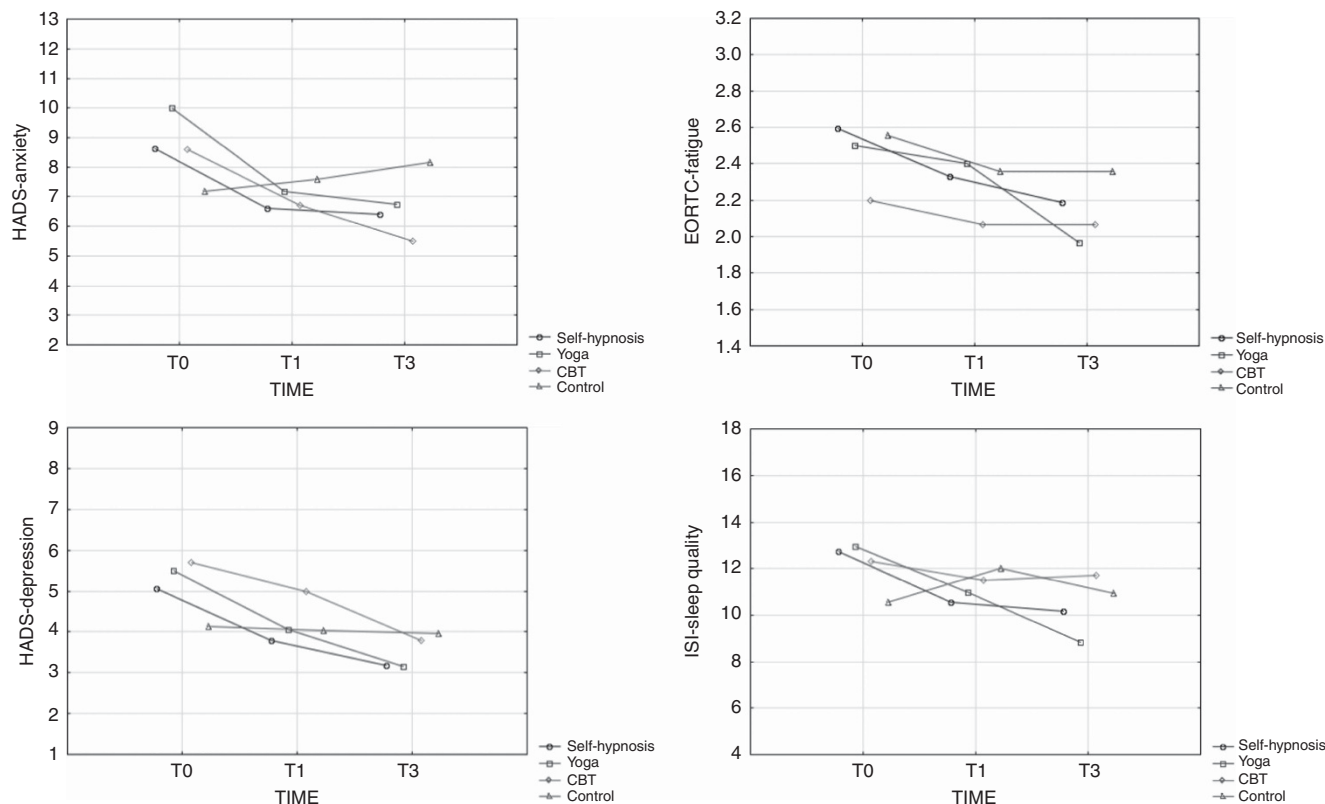 13
12
11
10
9
8
7
6
5
4
3
2
HADS-anxiety
T0 T1 T3
TIME
Self-hypnosis
Yoga
CBT
Control
3.2
3.0
2.8
2.6
2.4
2.2
2.0
1.8
1.6
1.4
EORTC-fatigue
T0 T1 T3
TIME
Self-hypnosis
Yoga
CBT
Control
9
8
7
6
5
4
3
2
1
HADS-depression
T0 T1 T3
TIME
Self-hypnosis
Yoga
CBT
Control
18
16
14
12
10
8
6
4
ISI-sleep quality
T0 T1 T3
TIME
Self-hypnosis
Yoga
CBT
Control